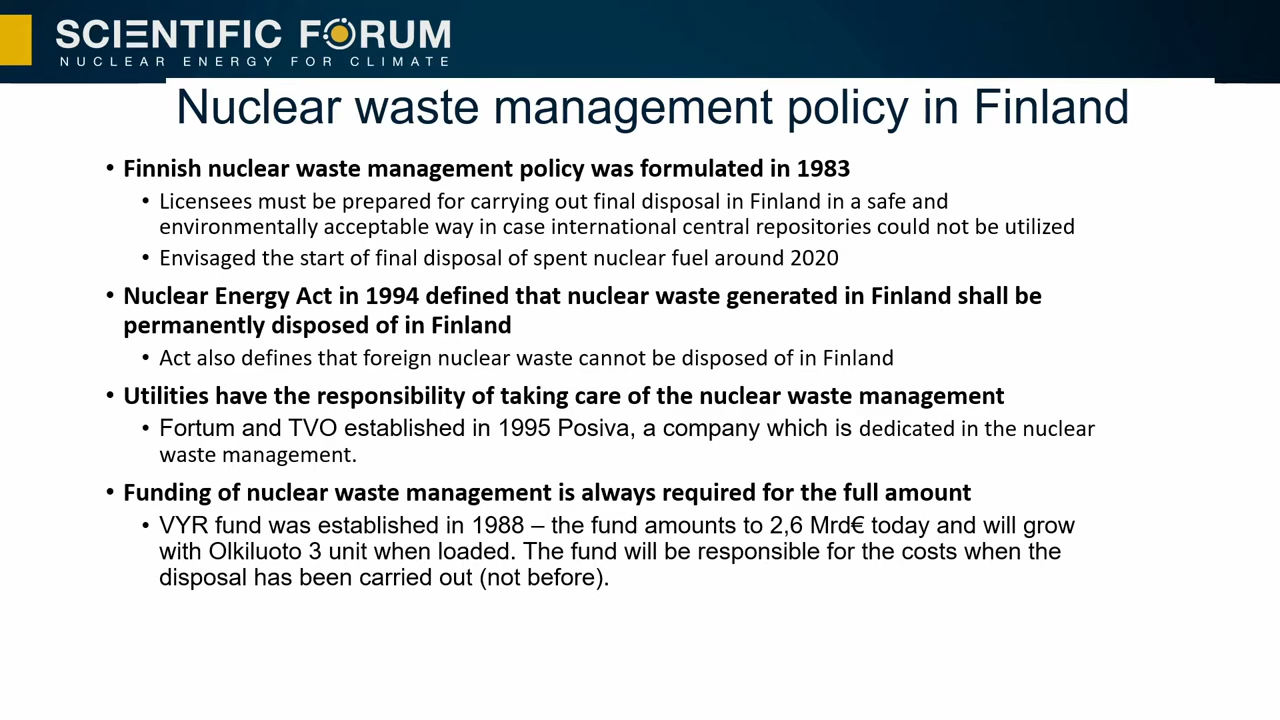 SCIENTIFIC FORUM
NUCLEAR ENERGY FOR CLIMATE
Nuclear waste management policy in Finland
• Finnish nuclear waste management policy was formulated in 1983
• Licensees must be prepared for carrying out final disposal in Finland in a safe and
environmentally acceptable way in case international central repositories could not be utilized
• Envisaged the start of final disposal of spent nuclear fuel around 2020
• Nuclear Energy Act in 1994 defined that nuclear waste generated in Finland shall be
permanently disposed of in Finland
• Act also defines that foreign nuclear waste cannot be disposed of in Finland
• Utilities have the responsibility of taking care of the nuclear waste management
• Fortum and TVO established in 1995 Posiva, a company which is dedicated in the nuclear
waste management.
• Funding of nuclear waste management is always required for the full amount
• VYR fund was established in 1988 – the fund amounts to 2,6 Mrd€ today and will grow
with Olkiluoto 3 unit when loaded. The fund will be responsible for the costs when the
disposal has been carried out (not before).